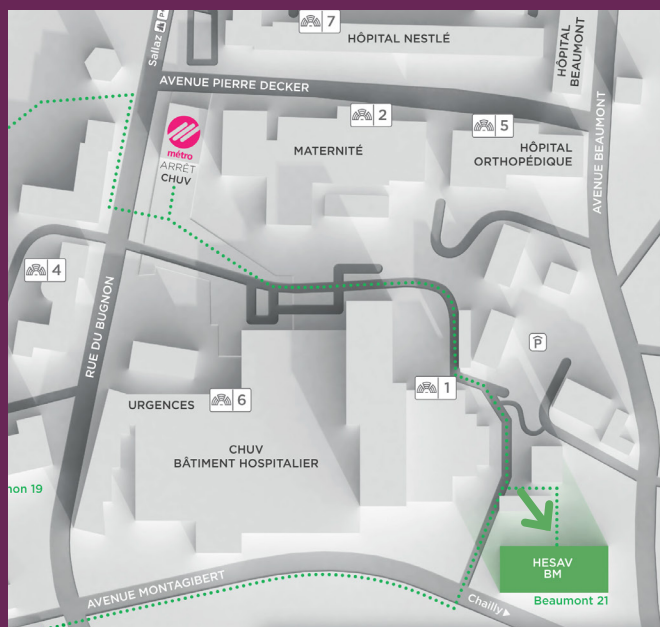 Sallaz P+
7
HÔPITAL NESTLÉ
HÔPITAL
BEAUMONT
AVENUE PIERRE DECKER
AVENUE BEAUMONT
métro
ARRÊT
CHUV
2
MATERNITÉ
5
HÔPITAL
ORTHOPÉDIQUE
4
RUE DU BUGNON
P
URGENCES
6
1
CHUV
BÂTIMENT HOSPITALIER
non 19
HESAV
BM
Beaumont 21
AVENUE MONTAGIBERT
Chailly